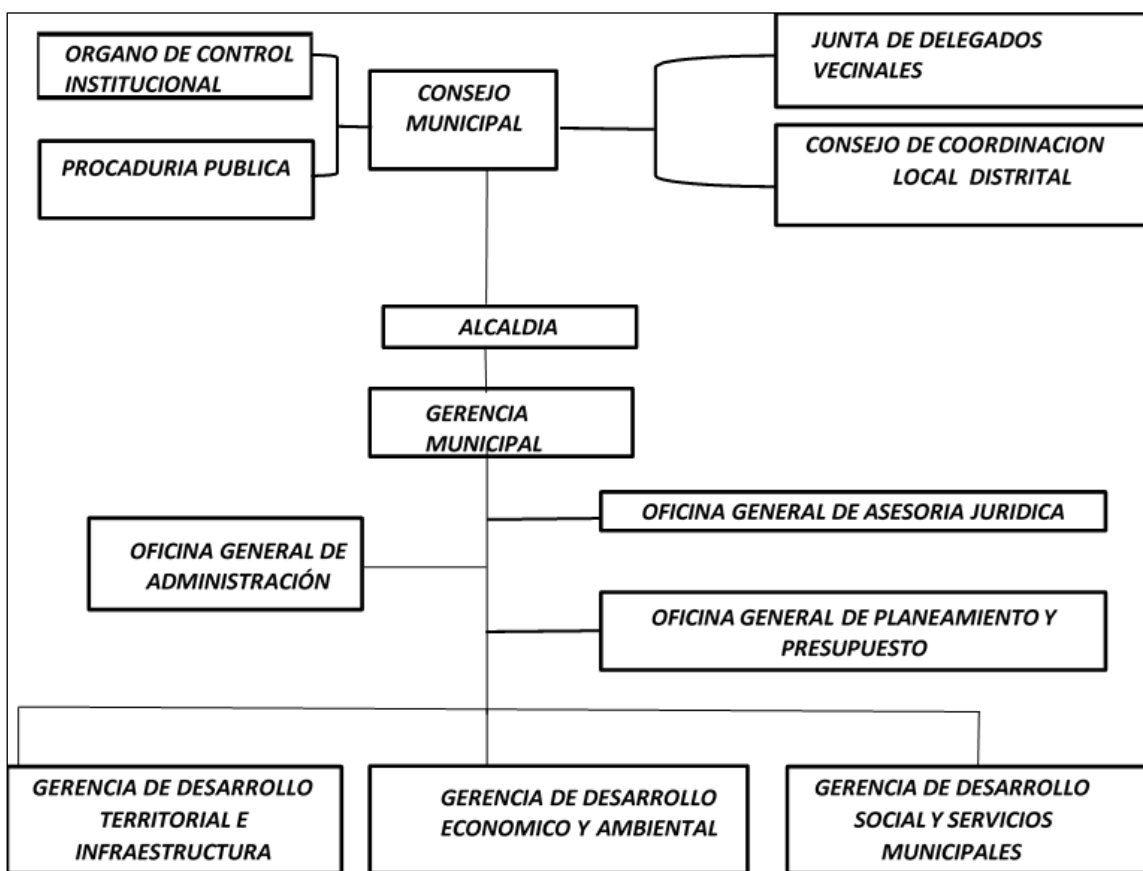 ORGANO DE CONTROL
INSTITUCIONAL
PROCADURIA PUBLICA
CONSEJO
MUNICIPAL
JUNTA DE DELEGADOS
VECINALES
CONSEJO DE COORDINACION
LOCAL DISTRITAL
ALCALDIA
GERENCIA
MUNICIPAL
OFICINA GENERAL DE ASESORIA JURIDICA
OFICINA GENERAL DE
ADMINISTRACIÓN
OFICINA GENERAL DE PLANEAMIENTO Y
PRESUPUESTO
GERENCIA DE DESARROLLO
TERRITORIAL E
INFRAESTRUCTURA
GERENCIA DE DESARROLLO
ECONOMICO Y AMBIENTAL
GERENCIA DE DESARROLLO
SOCIAL Y SERVICIOS
MUNICIPALES